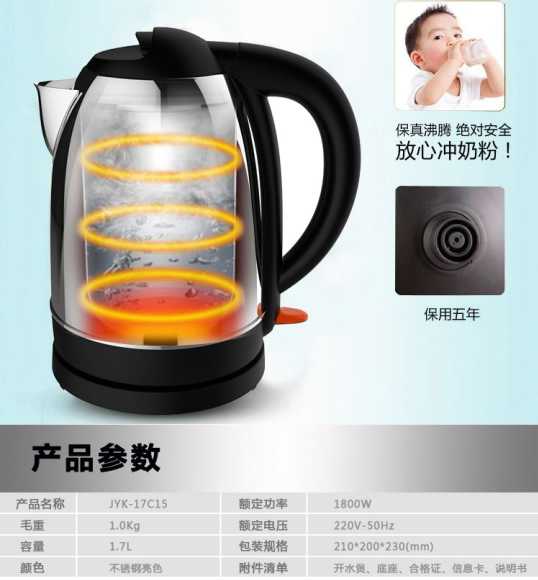 保真沸腾 绝对安全
放心冲奶粉！
保用五年
产品参数
产品名称 JYK-17C15 额定功率 1800W
毛重 1.0Kg 额定电压 220V-50Hz
容量 1.7L 包装规格 210*200*230(mm)
颜色 不锈钢亮色 附件清单 开水煲、底座、合格证、信息卡、说明书